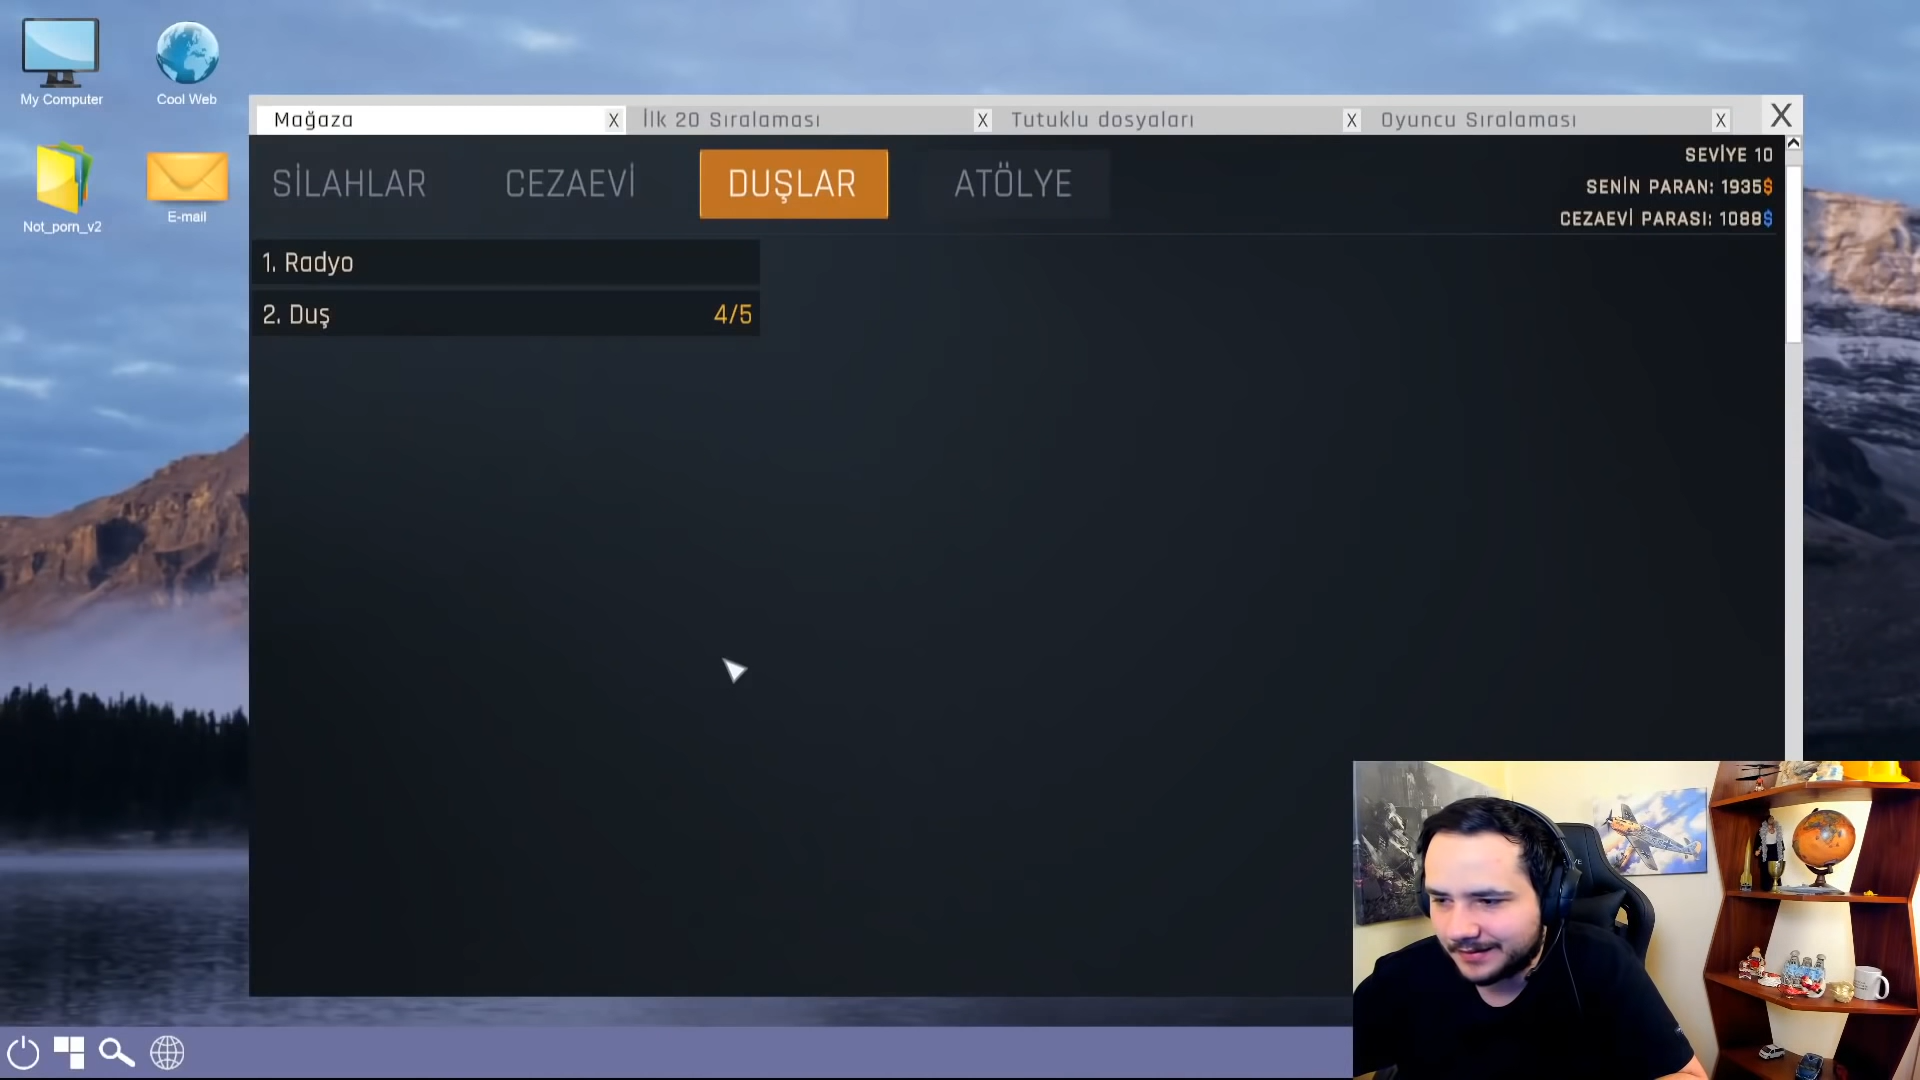 My Computer
Cool Web
Not_porn_v2
E-mail
Mağaza X
İlk 20 Sıralaması X
Tutuklu dosyaları X
Oyuncu Sıralaması X
X
SİLAHLAR
CEZAEVİ
DUŞLAR
ATÖLYE
SEVİYE 10
SENİN PARAN: 1935$
CEZAEVİ PARASI: 1088$
1. Radyo
2. Duş 4/5